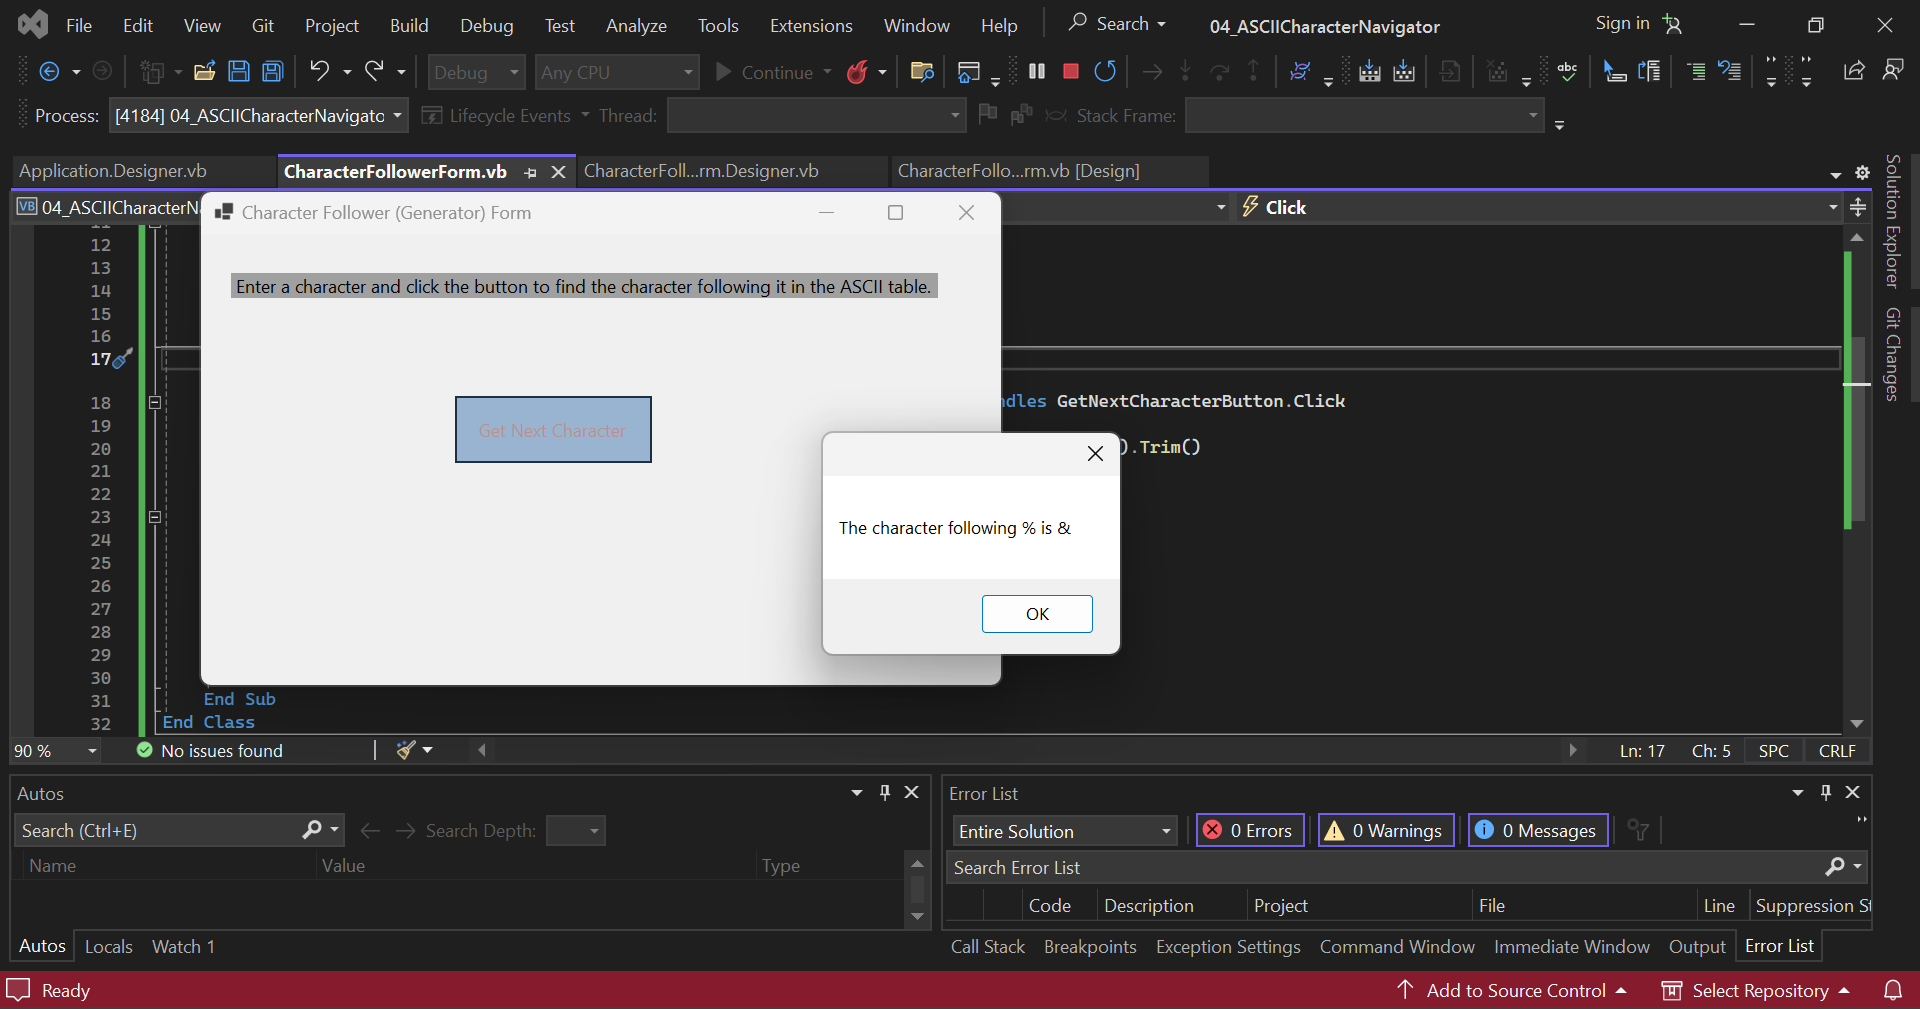 File Edit View Git Project Build Debug Test Analyze Tools Extensions Window Help Search 04_ASCIICharacterNavigator Sign in
Debug Any CPU Continue abc
Process: [4184] 04_ASCIICharacterNavigato Lifecycle Events Thread: Stack Frame:
Application.Designer.vb CharacterFollowerForm.vb CharacterFoll...rm.Designer.vb CharacterFollo...rm.vb [Design]
VB 04_ASCIICharacterN Click
Character Follower (Generator) Form
Enter a character and click the button to find the character following it in the ASCII table.
Get Next Character
The character following % is &
OK
12
13
14
15
16
17
18 ndles GetNextCharacterButton.Click
19
20 ).Trim()
21
22
23
24
25
26
27
28
29
30
31 End Sub
32 End Class
90 % No issues found Ln: 17 Ch: 5 SPC CRLF
Solution Explorer
Git Changes
Autos
Search (Ctrl+E) Search Depth:
Name Value Type
Autos Locals Watch 1
Error List
Entire Solution 0 Errors 0 Warnings 0 Messages
Search Error List
Code Description Project File Line Suppression St
Call Stack Breakpoints Exception Settings Command Window Immediate Window Output Error List
Ready Add to Source Control Select Repository